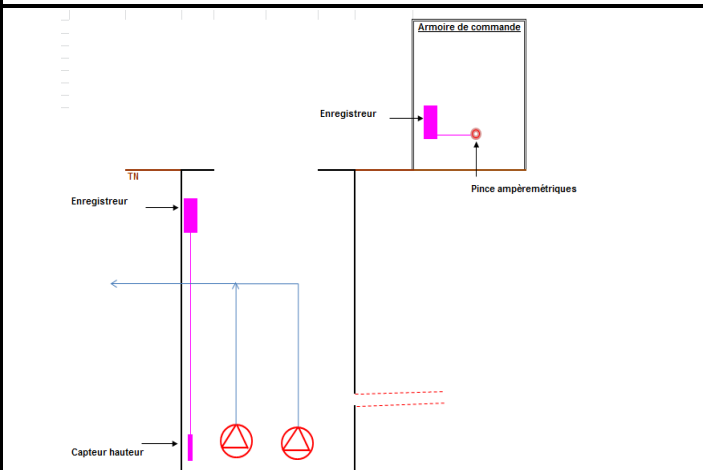 Armoire de commande
Enregistreur
TN
Pince ampèremétriques
Enregistreur
Capteur hauteur